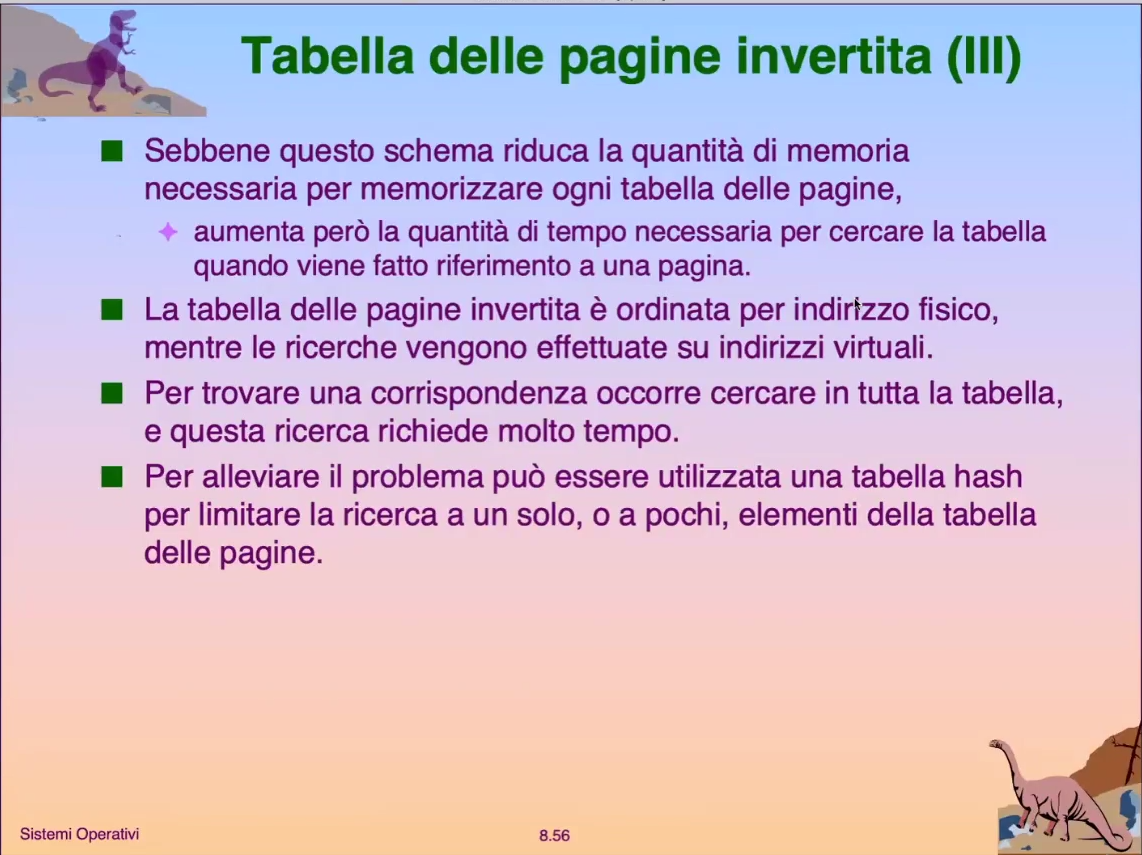 Tabella delle pagine invertita (III)
Sebbene questo schema riduca la quantità di memoria
necessaria per memorizzare ogni tabella delle pagine,
aumenta però la quantità di tempo necessaria per cercare la tabella
quando viene fatto riferimento a una pagina.
La tabella delle pagine invertita è ordinata per indirizzo fisico,
mentre le ricerche vengono effettuate su indirizzi virtuali.
Per trovare una corrispondenza occorre cercare in tutta la tabella,
e questa ricerca richiede molto tempo.
Per alleviare il problema può essere utilizzata una tabella hash
per limitare la ricerca a un solo, o a pochi, elementi della tabella
delle pagine.
Sistemi Operativi
8.56